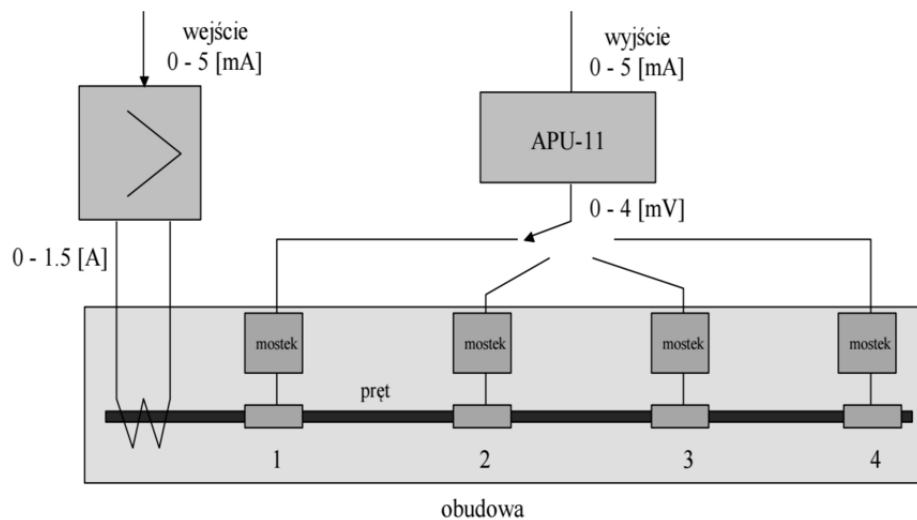 wejście
0 - 5 [mA]
wyjście
0 - 5 [mA]
APU-11
0 - 4 [mV]
0 - 1.5 [A]
mostek
mostek
mostek
mostek
pręt
1
2
3
4
obudowa